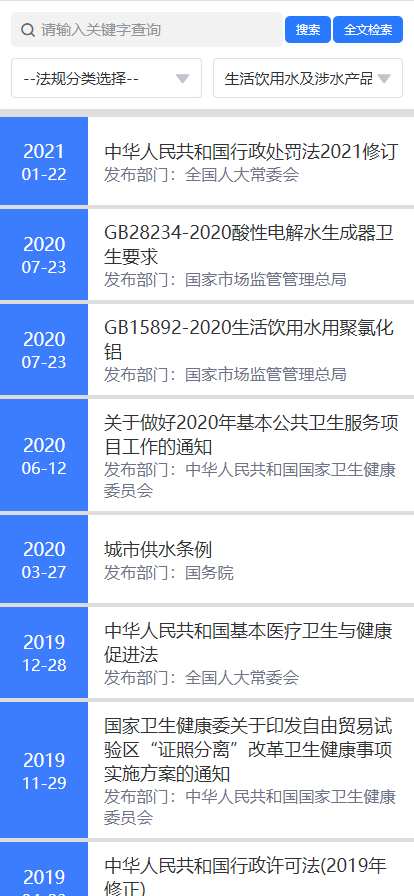 请输入关键字查询
搜索
全文检索
--法规分类选择--
生活饮用水及涉水产品
2021
01-22
中华人民共和国行政处罚法2021修订
发布部门：全国人大常委会
2020
07-23
GB28234-2020酸性电解水生成器卫
生要求
发布部门：国家市场监管管理总局
2020
07-23
GB15892-2020生活饮用水用聚氯化
铝
发布部门：国家市场监管管理总局
2020
06-12
关于做好2020年基本公共卫生服务项
目工作的通知
发布部门：中华人民共和国国家卫生健康
委员会
2020
03-27
城市供水条例
发布部门：国务院
2019
12-28
中华人民共和国基本医疗卫生与健康
促进法
发布部门：全国人大常委会
2019
11-29
国家卫生健康委关于印发自由贸易试
验区“证照分离”改革卫生健康事项
实施方案的通知
发布部门：中华人民共和国国家卫生健康
委员会
2019
中华人民共和国行政许可法(2019年
修正)